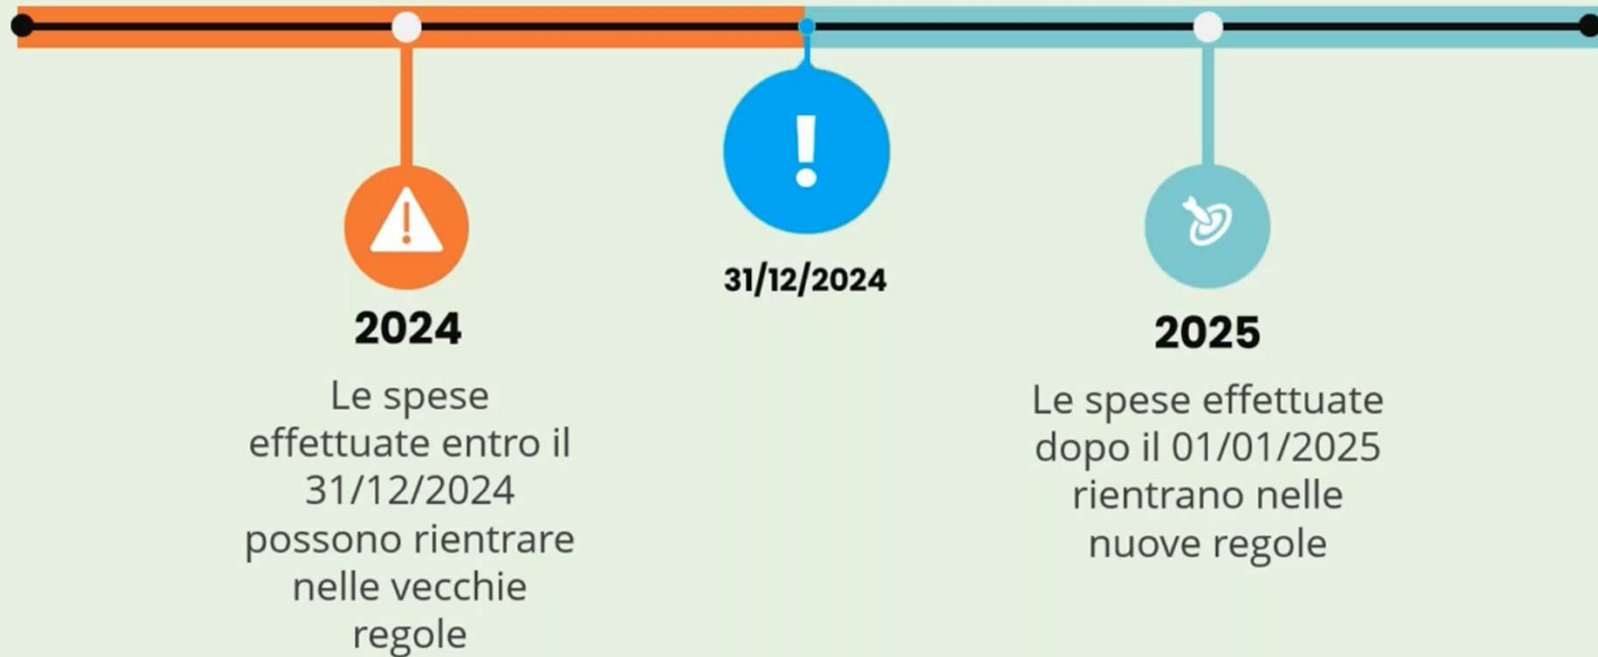 !
!
31/12/2024
2024
Le spese
effettuate entro il
31/12/2024
possono rientrare
nelle vecchie
regole
2025
Le spese effettuate
dopo il 01/01/2025
rientrano nelle
nuove regole